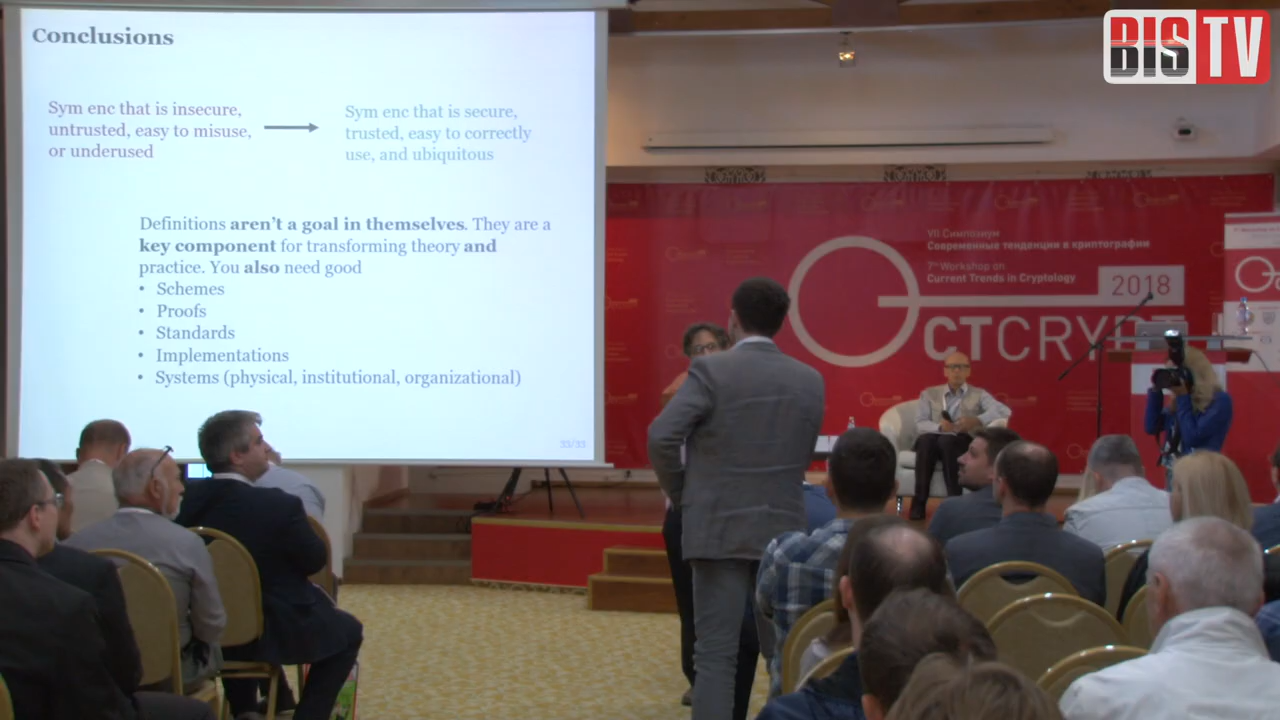 Conclusions
Sym enc that is insecure,
untrusted, easy to misuse,
or underused
Sym enc that is secure,
trusted, easy to correctly
use, and ubiquitous
Definitions aren't a goal in themselves. They are a
key component for transforming theory and
practice. You also need good
• Schemes
• Proofs
• Standards
• Implementations
• Systems (physical, institutional, organizational)
33/33
BIS TV
VII Симпозиум
Современные тенденции в криптографии
7th Workshop on
Current Trends in Cryptology
2018
CTCRYPT